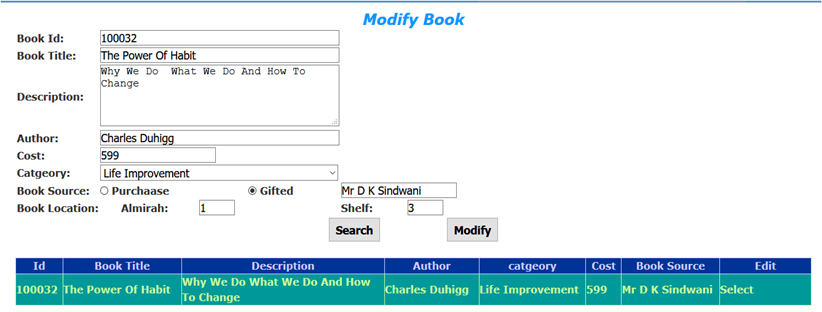 Modify Book
Book Id: 100032
Book Title: The Power Of Habit
Description: Why We Do  What We Do And How To
Change
Author: Charles Duhigg
Cost: 599
Catgeory: Life Improvement
Book Source: Purchaase Gifted Mr D K Sindwani
Book Location: Almirah: 1 Shelf: 3
Search Modify
Id Book Title Description Author catgeory Cost Book Source Edit
100032 The Power Of Habit Why We Do What We Do And How To Change Charles Duhigg Life Improvement 599 Mr D K Sindwani Select